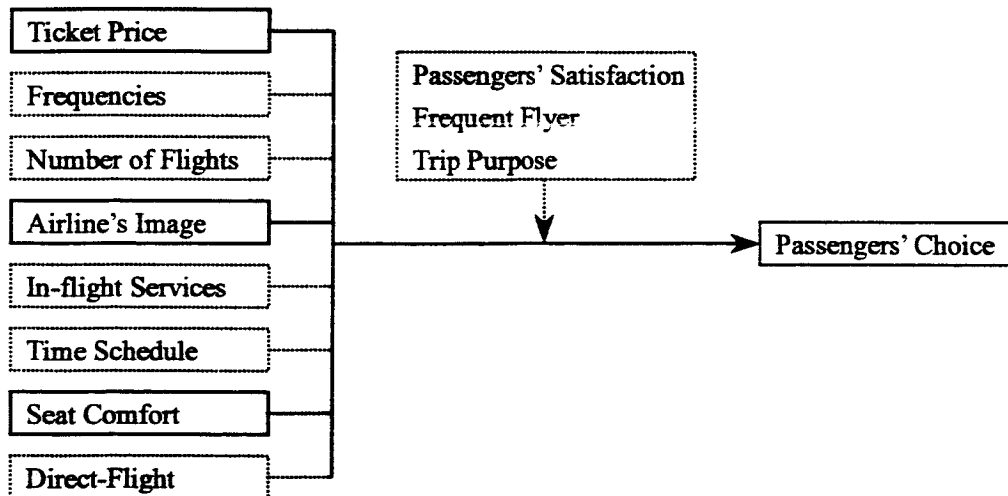 Ticket Price
Frequencies
Number of Flights
Airline's Image
In-flight Services
Time Schedule
Seat Comfort
Direct-Flight
Passengers' Satisfaction
Frequent Flyer
Trip Purpose
Passengers' Choice